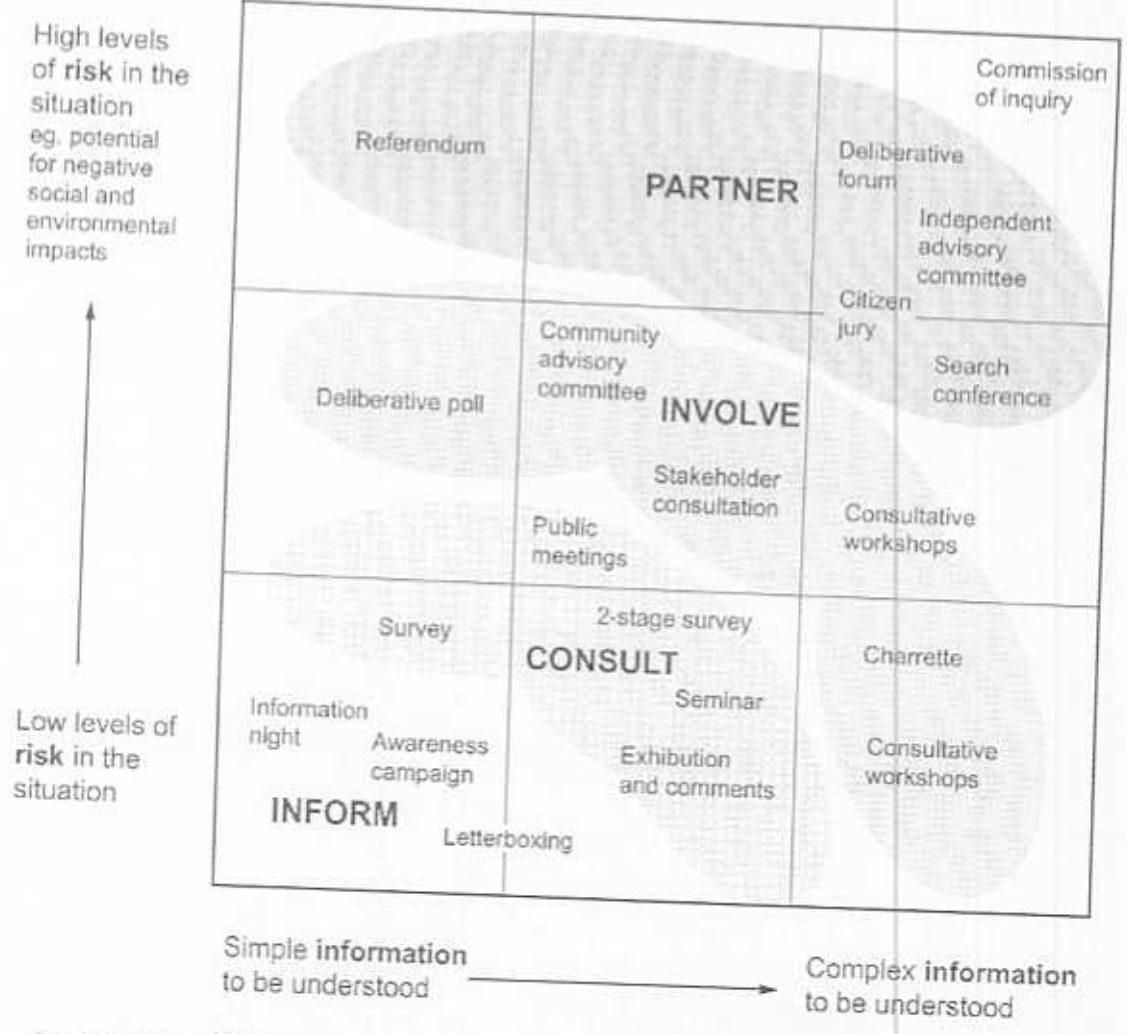 High levels
of risk in the
situation
eg. potential
for negative
social and
environmental
impacts
Low levels of
risk in the
situation
Commission
of inquiry
Referendum
PARTNER
Deliberative
forum
Independent
advisory
committee
Citizen
jury
Community
advisory
committee
Search
conference
Deliberative poll
INVOLVE
Stakeholder
consultation
Public
meetings
Consultative
workshops
Survey
2-stage survey
CONSULT
Charrette
Seminar
Information
night
Awareness
campaign
Exhibution
and comments
Consultative
workshops
INFORM
Letterboxing
Simple information
to be understood
Complex information
to be understood